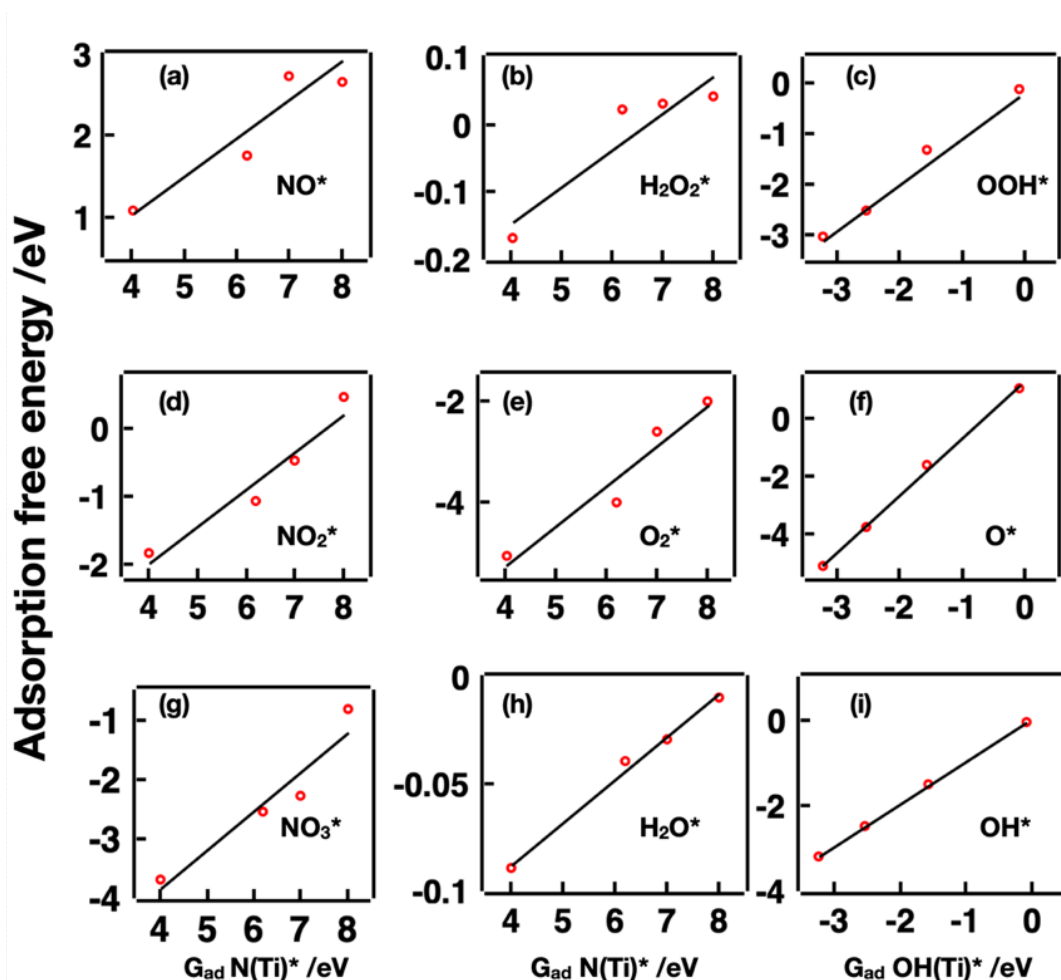 Adsorption free energy /eV
(a)
3
2
1
NO*
4 5 6 7 8
(b)
0.1
0
-0.1
-0.2
H₂O₂*
4 5 6 7 8
(c)
0
-1
-2
-3
OOH*
-3 -2 -1 0
(d)
0
-1
-2
NO₂*
4 5 6 7 8
(e)
-2
-4
O₂*
4 5 6 7 8
(f)
0
-2
-4
O*
-3 -2 -1 0
(g)
-1
-2
-3
-4
NO₃*
4 5 6 7 8
G_ad N(Ti)* /eV
(h)
0
-0.05
-0.1
H₂O*
4 5 6 7 8
G_ad N(Ti)* /eV
(i)
0
-2
-4
OH*
-3 -2 -1 0
G_ad OH(Ti)* /eV